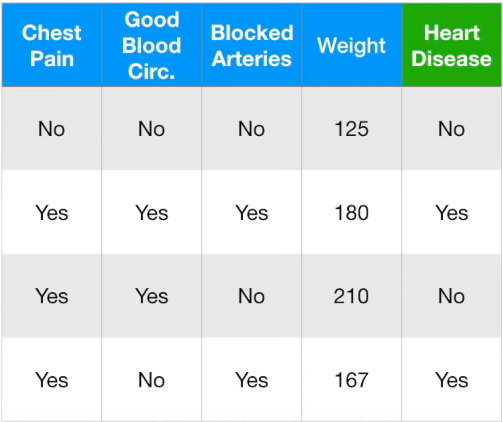 Chest Pain Good Blood Circ. Blocked Arteries Weight Heart Disease
No No No 125 No
Yes Yes Yes 180 Yes
Yes Yes No 210 No
Yes No Yes 167 Yes